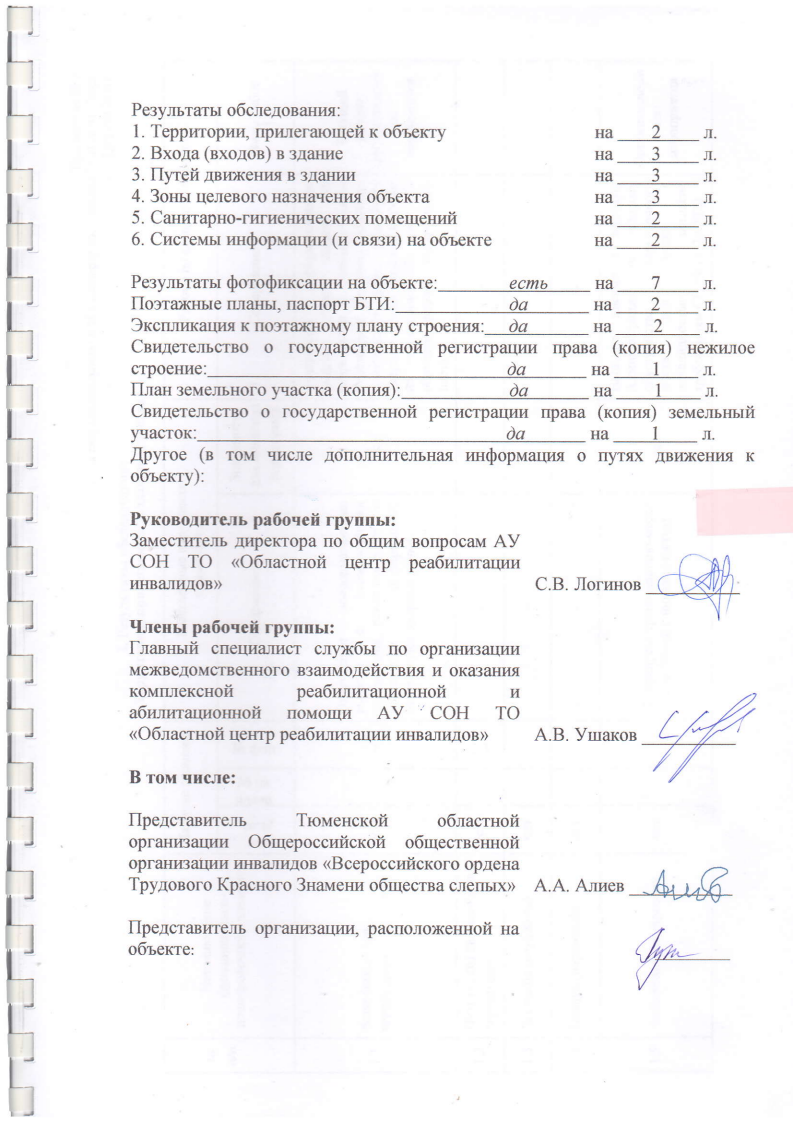 Результаты обследования:
1. Территории, прилегающей к объекту на 2 л.
2. Входа (входов) в здание на 3 л.
3. Путей движения в здании на 3 л.
4. Зоны целевого назначения объекта на 3 л.
5. Санитарно-гигиенических помещений на 2 л.
6. Системы информации (и связи) на объекте на 2 л.
Результаты фотофиксации на объекте: есть на 7 л.
Поэтажные планы, паспорт БТИ: да на 2 л.
Экспликация к поэтажному плану строения: да на 2 л.
Свидетельство о государственной регистрации права (копия) нежилое
строение: да на 1 л.
План земельного участка (копия): да на 1 л.
Свидетельство о государственной регистрации права (копия) земельный
участок: да на 1 л.
Другое (в том числе дополнительная информация о путях движения к
объекту):
Руководитель рабочей группы:
Заместитель директора по общим вопросам АУ
СОН ТО «Областной центр реабилитации
инвалидов» С.В. Логинов
Члены рабочей группы:
Главный специалист службы по организации
межведомственного взаимодействия и оказания
комплексной реабилитационной и
абилитационной помощи АУ СОН ТО
«Областной центр реабилитации инвалидов» А.В. Ушаков
В том числе:
Представитель Тюменской областной
организации Общероссийской общественной
организации инвалидов «Всероссийского ордена
Трудового Красного Знамени общества слепых» А.А. Алиев
Представитель организации, расположенной на
объекте: